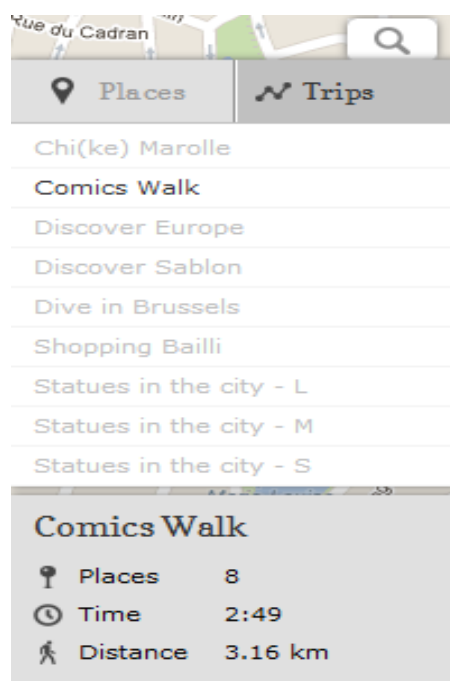 Rue du Cadran
Places Trips
Chi(ke) Marolle
Comics Walk
Discover Europe
Discover Sablon
Dive in Brussels
Shopping Bailli
Statues in the city - L
Statues in the city - M
Statues in the city - S
Comics Walk
Places 8
Time 2:49
Distance 3.16 km